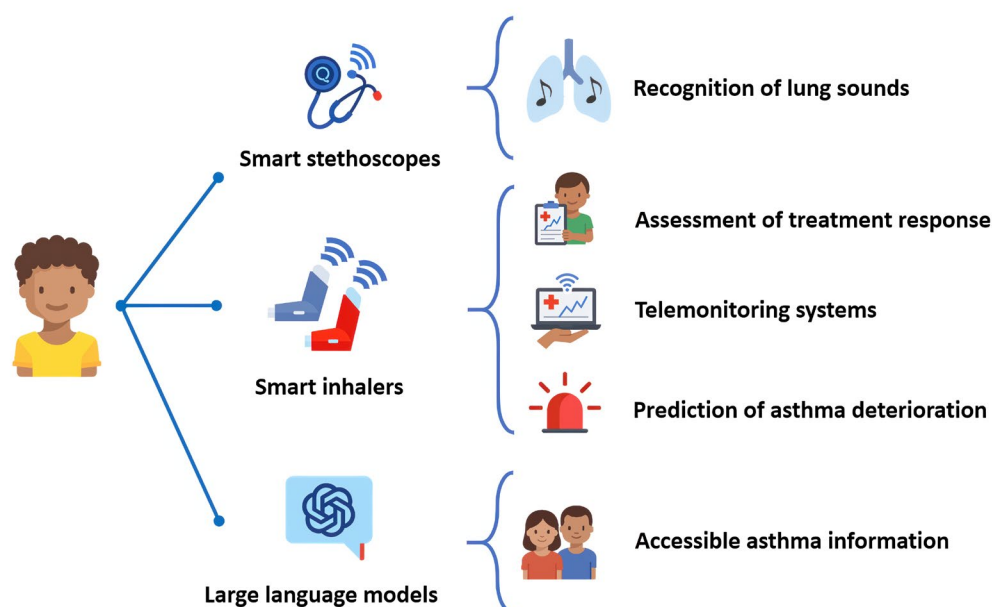 Smart stethoscopes
Recognition of lung sounds
Smart inhalers
Assessment of treatment response
Telemonitoring systems
Prediction of asthma deterioration
Large language models
Accessible asthma information